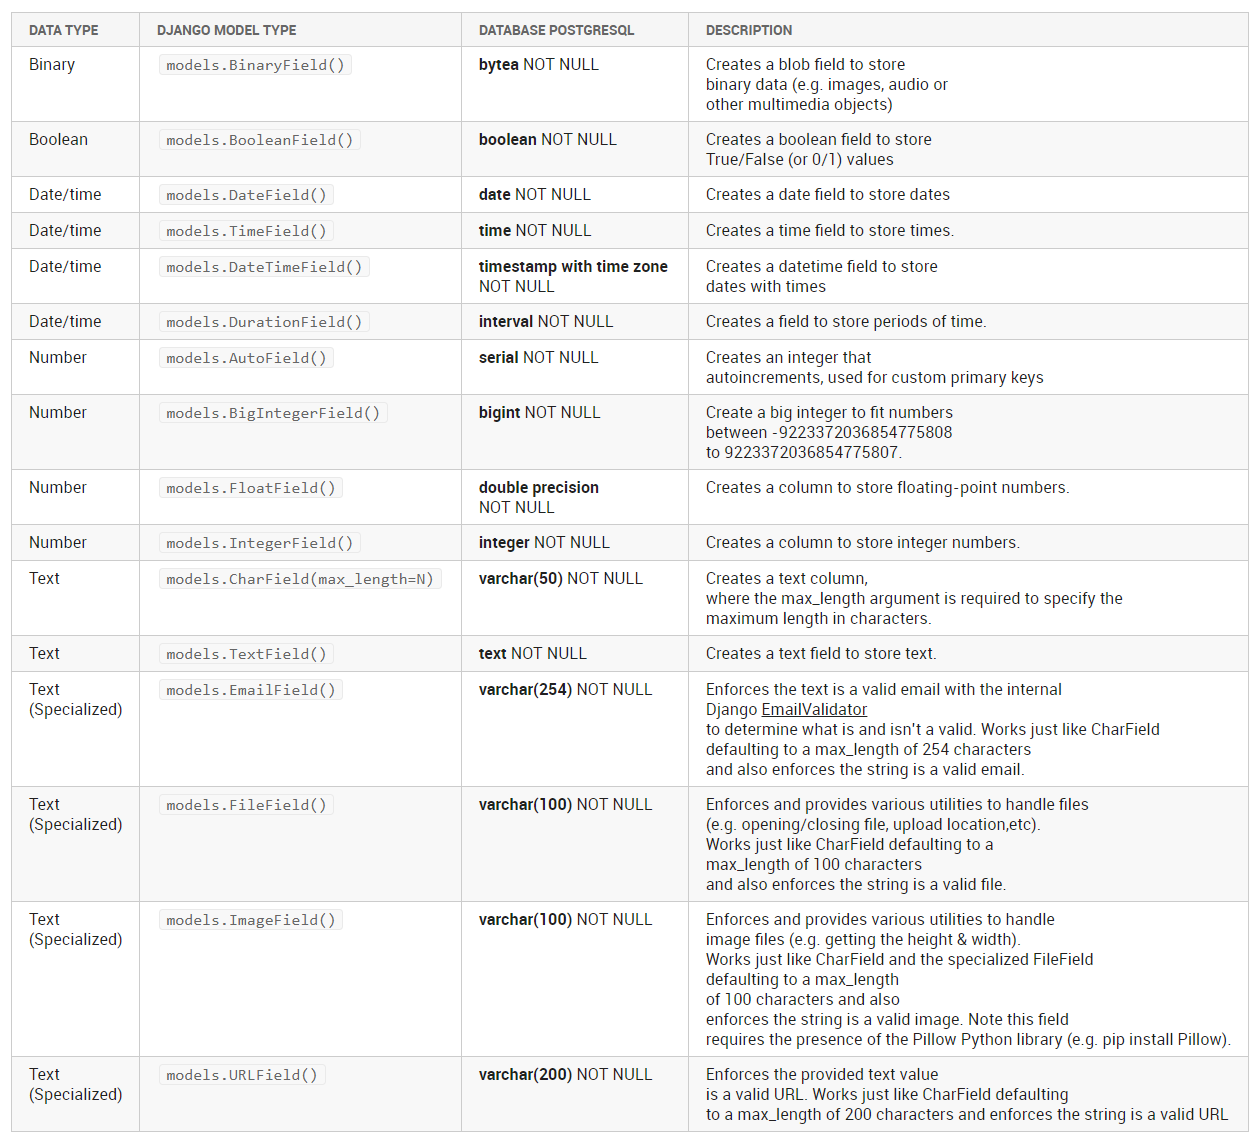 DATA TYPE DJANGO MODEL TYPE DATABASE POSTGRESQL DESCRIPTION
Binary models.BinaryField() bytea NOT NULL Creates a blob field to store
binary data (e.g. images, audio or
other multimedia objects)
Boolean models.BooleanField() boolean NOT NULL Creates a boolean field to store
True/False (or 0/1) values
Date/time models.DateField() date NOT NULL Creates a date field to store dates
Date/time models.TimeField() time NOT NULL Creates a time field to store times.
Date/time models.DateTimeField() timestamp with time zone Creates a datetime field to store
NOT NULL dates with times
Date/time models.DurationField() interval NOT NULL Creates a field to store periods of time.
Number models.AutoField() serial NOT NULL Creates an integer that
autoincrements, used for custom primary keys
Number models.BigIntegerField() bigint NOT NULL Create a big integer to fit numbers
between -9223372036854775808
to 9223372036854775807.
Number models.FloatField() double precision Creates a column to store floating-point numbers.
NOT NULL
Number models.IntegerField() integer NOT NULL Creates a column to store integer numbers.
Text models.CharField(max_length=N) varchar(50) NOT NULL Creates a text column,
where the max_length argument is required to specify the
maximum length in characters.
Text models.TextField() text NOT NULL Creates a text field to store text.
Text models.EmailField() varchar(254) NOT NULL Enforces the text is a valid email with the internal
(Specialized) Django EmailValidator
to determine what is and isn't a valid. Works just like CharField
defaulting to a max_length of 254 characters
and also enforces the string is a valid email.
Text models.FileField() varchar(100) NOT NULL Enforces and provides various utilities to handle files
(Specialized) (e.g. opening/closing file, upload location,etc).
Works just like CharField defaulting to a
max_length of 100 characters
and also enforces the string is a valid file.
Text models.ImageField() varchar(100) NOT NULL Enforces and provides various utilities to handle
(Specialized) image files (e.g. getting the height & width).
Works just like CharField and the specialized FileField
defaulting to a max_length
of 100 characters and also
enforces the string is a valid image. Note this field
requires the presence of the Pillow Python library (e.g. pip install Pillow).
Text models.URLField() varchar(200) NOT NULL Enforces the provided text value
(Specialized) is a valid URL. Works just like CharField defaulting
to a max_length of 200 characters and enforces the string is a valid URL